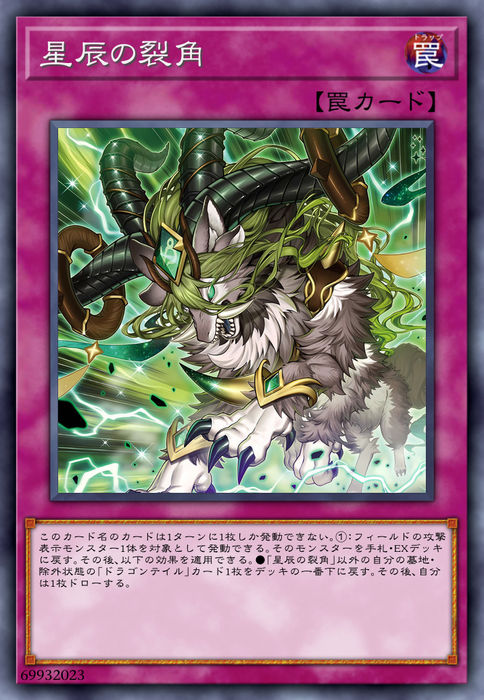 星辰の裂角
トラップ
罠
【罠カード】
このカード名のカードは1ターンに1枚しか発動できない。①:フィールドの攻撃
表示モンスター1体を対象として発動できる。そのモンスターを手札・EXデッキ
に戻す。その後、以下の効果を適用できる。●「星辰の裂角」以外の自分の墓地・
除外状態の「ドラゴンテイル」カード1枚をデッキの一番下に戻す。その後、自分
は1枚ドローする。
69932023